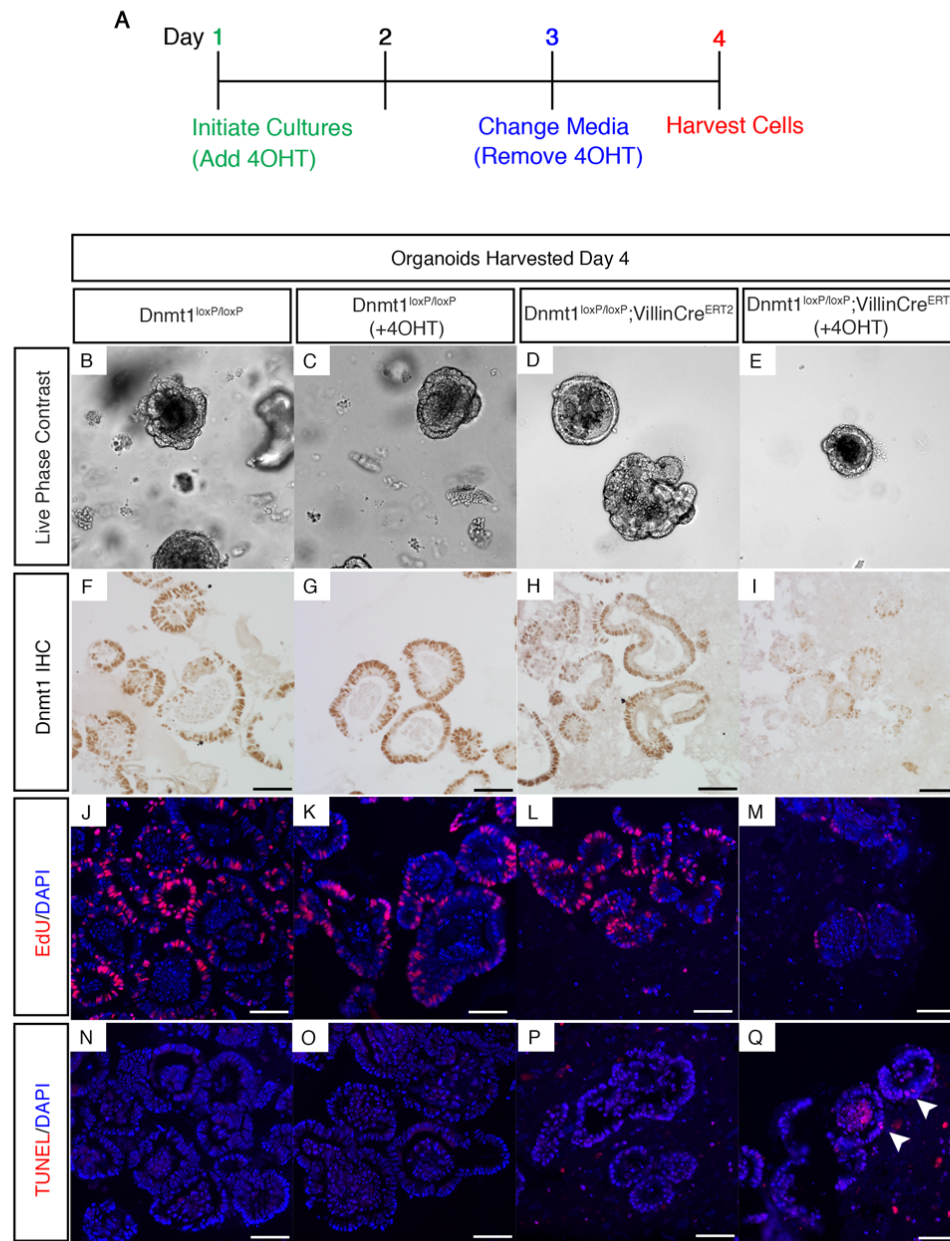 A
Day 1 2 3 4
Initiate Cultures
(Add 4OHT)
Change Media
(Remove 4OHT)
Harvest Cells
Organoids Harvested Day 4
Dnmt1loxP/loxP
Dnmt1loxP/loxP
(+4OHT)
Dnmt1loxP/loxP;VillinCreERT2
Dnmt1loxP/loxP;VillinCreERT
(+4OHT)
Live Phase Contrast
B C D E
Dnmt1 IHC
F G H I
EdU/DAPI
J K L M
TUNEL/DAPI
N O P Q